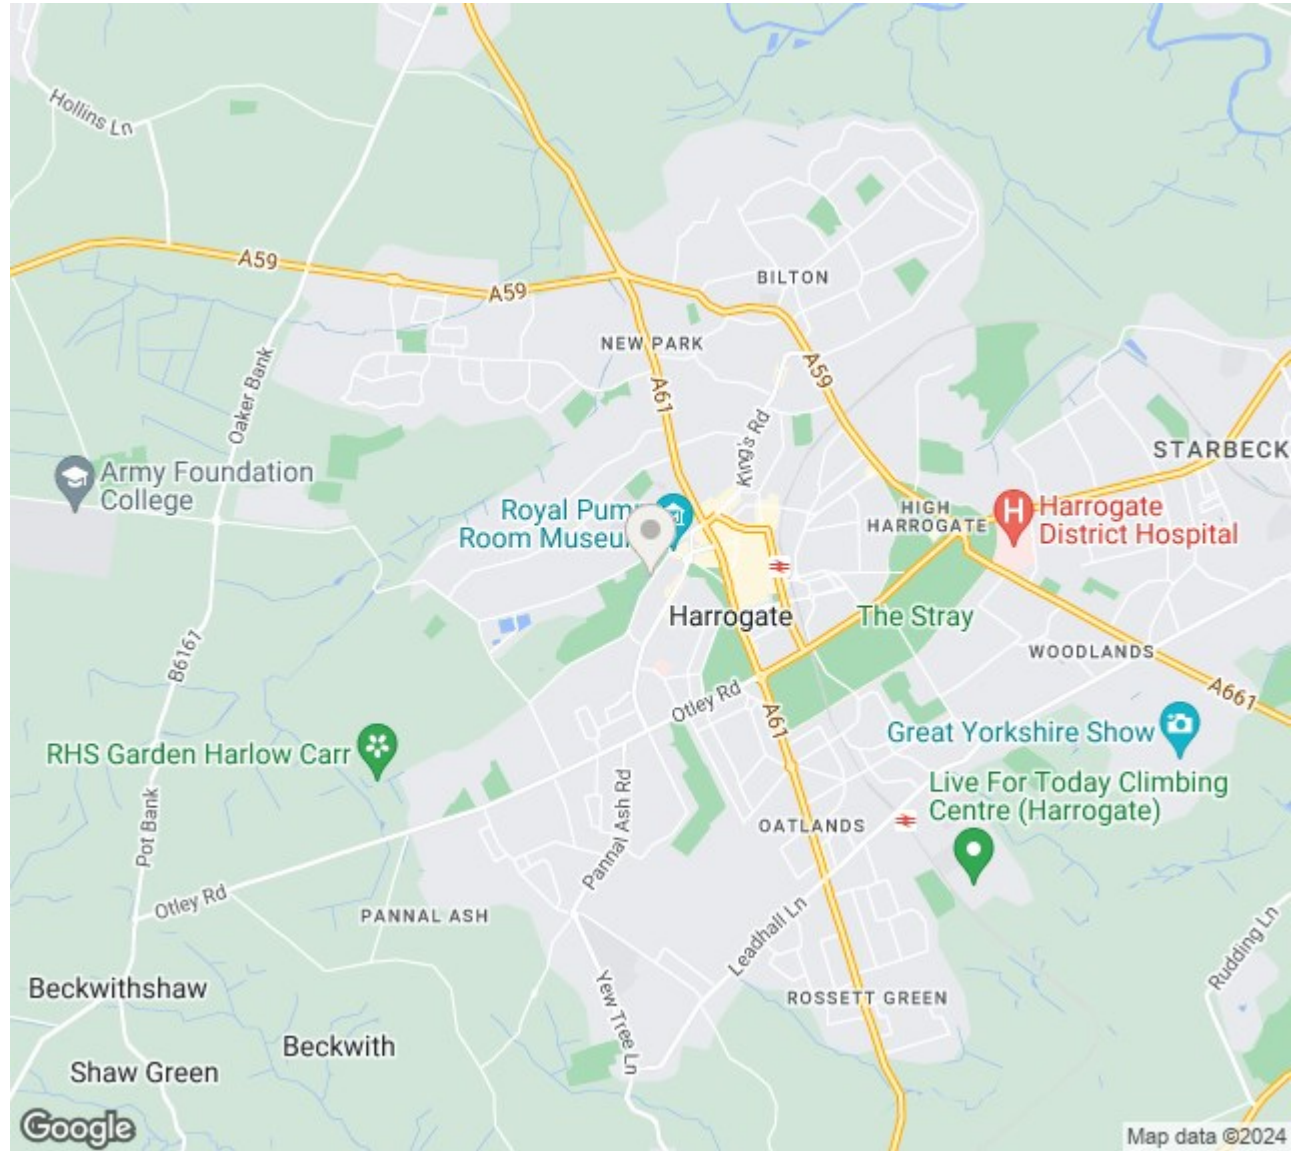 Hollins Ln
A59
A59
BILTON
NEW PARK
A59
Oaker Bank
A61
King's Rd
STARBECK
Army Foundation
College
Royal Pump
Room Museum
HIGH
HARROGATE
Harrogate
District Hospital
Harrogate
The Stray
B6161
WOODLANDS
Otley Rd
A661
A61
Great Yorkshire Show
RHS Garden Harlow Carr
Live For Today Climbing
Centre (Harrogate)
Pannal Ash Rd
Pot Bank
OATLANDS
Otley Rd
PANNAL ASH
Leadhall Ln
Rudding Ln
Beckwithshaw
Yew Tree Ln
ROSSETT GREEN
Beckwith
Shaw Green
Google
Map data ©2024